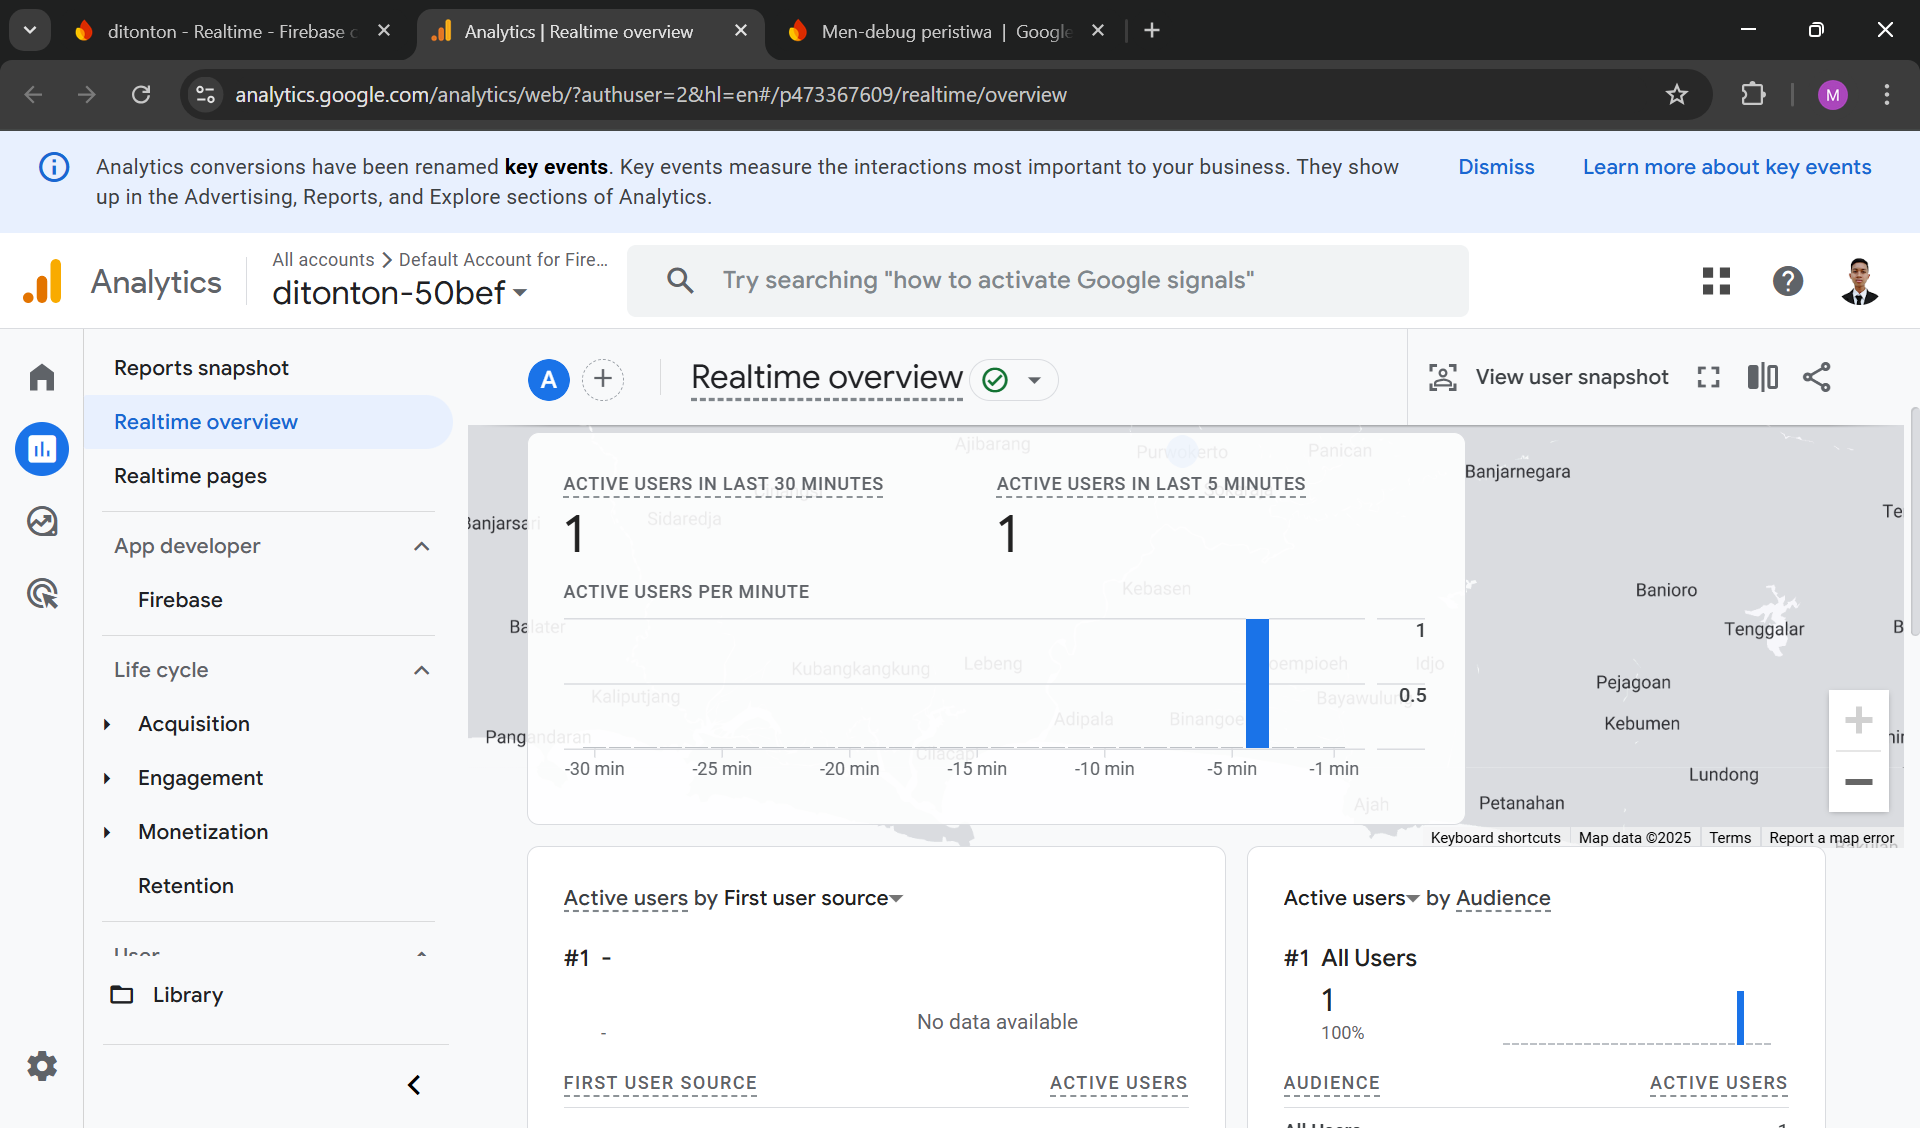 ditonton - Realtime - Firebase c
Analytics | Realtime overview
Men-debug peristiwa | Google
analytics.google.com/analytics/web/?authuser=2&hl=en#/p473367609/realtime/overview
M
Analytics conversions have been renamed key events. Key events measure the interactions most important to your business. They show
up in the Advertising, Reports, and Explore sections of Analytics.
Dismiss
Learn more about key events
Analytics
All accounts > Default Account for Fire...
ditonton-50bef
Try searching "how to activate Google signals"
Reports snapshot
Realtime overview
Realtime pages
App developer
Firebase
Life cycle
Acquisition
Engagement
Monetization
Retention
User
Library
A
Realtime overview
View user snapshot
Ajibarang
Purwokerto
Panican
Banjarnegara
ACTIVE USERS IN LAST 30 MINUTES
1
ACTIVE USERS IN LAST 5 MINUTES
1
Banjarsari
Sidaredja
Te
ACTIVE USERS PER MINUTE
Kebasen
Banioro
Balater
1
Tenggalar
B
Kubangkangkung
Lebeng
oempioeh
Idjo
Kaliputjang
Bayawulung
0.5
Pejagoan
Adipala
Binangoe
Kebumen
Pangandaran
Cilacap
-30 min
-25 min
-20 min
-15 min
-10 min
-5 min
-1 min
Lundong
Ajah
Petanahan
Keyboard shortcuts
Map data ©2025
Terms
Report a map error
Active users by First user source
#1 -
-
No data available
FIRST USER SOURCE
ACTIVE USERS
Active users by Audience
#1 All Users
1
100%
AUDIENCE
ACTIVE USERS
All Users
1